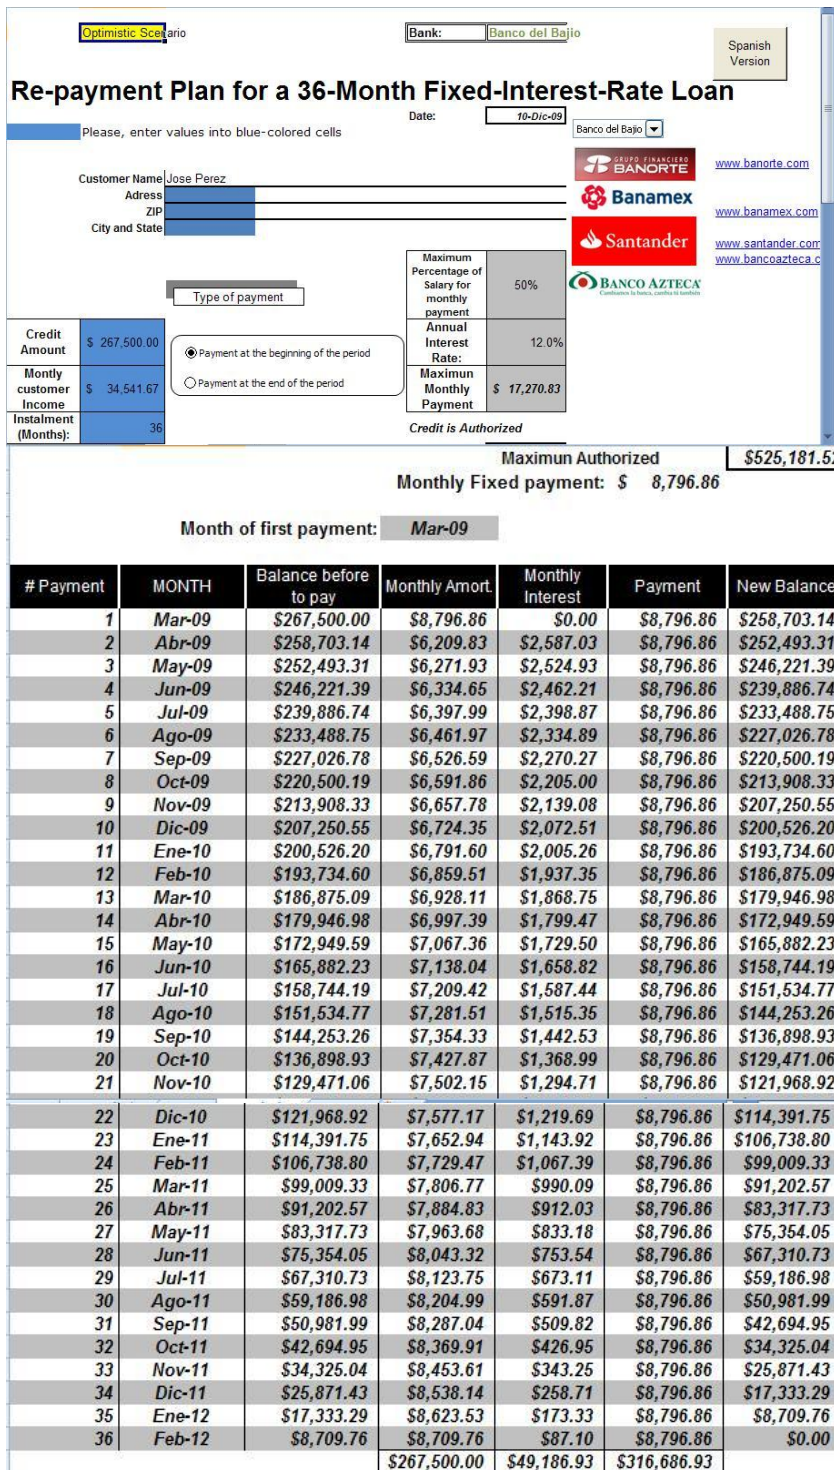 Optimistic Scenario
Bank: Banco del Bajio
Spanish Version
Re-payment Plan for a 36-Month Fixed-Interest-Rate Loan
Date: 10-Dic-09
Please, enter values into blue-colored cells
Banco del Bajio
Customer Name Jose Perez
Adress
ZIP
City and State
GRUPO FINANCIERO
BANORTE
www.banorte.com
Banamex
www.banamex.com
Santander
www.santander.com
www.bancoazteca.c
BANCO AZTECA
Type of payment
Maximum Percentage of Salary for monthly payment 50%
Credit Amount $ 267,500.00
Payment at the beginning of the period
Annual Interest Rate: 12.0%
Montly customer Income $ 34,541.67
Payment at the end of the period
Maximun Monthly Payment $ 17,270.83
Instalment (Months): 36
Credit is Authorized
Maximun Authorized $525,181.52
Monthly Fixed payment: $ 8,796.86
Month of first payment: Mar-09
# Payment MONTH Balance before to pay Monthly Amort. Monthly Interest Payment New Balance
1 Mar-09 $267,500.00 $8,796.86 $0.00 $8,796.86 $258,703.14
2 Abr-09 $258,703.14 $6,209.83 $2,587.03 $8,796.86 $252,493.31
3 May-09 $252,493.31 $6,271.93 $2,524.93 $8,796.86 $246,221.39
4 Jun-09 $246,221.39 $6,334.65 $2,462.21 $8,796.86 $239,886.74
5 Jul-09 $239,886.74 $6,397.99 $2,398.87 $8,796.86 $233,488.75
6 Ago-09 $233,488.75 $6,461.97 $2,334.89 $8,796.86 $227,026.78
7 Sep-09 $227,026.78 $6,526.59 $2,270.27 $8,796.86 $220,500.19
8 Oct-09 $220,500.19 $6,591.86 $2,205.00 $8,796.86 $213,908.33
9 Nov-09 $213,908.33 $6,657.78 $2,139.08 $8,796.86 $207,250.55
10 Dic-09 $207,250.55 $6,724.35 $2,072.51 $8,796.86 $200,526.20
11 Ene-10 $200,526.20 $6,791.60 $2,005.26 $8,796.86 $193,734.60
12 Feb-10 $193,734.60 $6,859.51 $1,937.35 $8,796.86 $186,875.09
13 Mar-10 $186,875.09 $6,928.11 $1,868.75 $8,796.86 $179,946.98
14 Abr-10 $179,946.98 $6,997.39 $1,799.47 $8,796.86 $172,949.59
15 May-10 $172,949.59 $7,067.36 $1,729.50 $8,796.86 $165,882.23
16 Jun-10 $165,882.23 $7,138.04 $1,658.82 $8,796.86 $158,744.19
17 Jul-10 $158,744.19 $7,209.42 $1,587.44 $8,796.86 $151,534.77
18 Ago-10 $151,534.77 $7,281.51 $1,515.35 $8,796.86 $144,253.26
19 Sep-10 $144,253.26 $7,354.33 $1,442.53 $8,796.86 $136,898.93
20 Oct-10 $136,898.93 $7,427.87 $1,368.99 $8,796.86 $129,471.06
21 Nov-10 $129,471.06 $7,502.15 $1,294.71 $8,796.86 $121,968.92
22 Dic-10 $121,968.92 $7,577.17 $1,219.69 $8,796.86 $114,391.75
23 Ene-11 $114,391.75 $7,652.94 $1,143.92 $8,796.86 $106,738.80
24 Feb-11 $106,738.80 $7,729.47 $1,067.39 $8,796.86 $99,009.33
25 Mar-11 $99,009.33 $7,806.77 $990.09 $8,796.86 $91,202.57
26 Abr-11 $91,202.57 $7,884.83 $912.03 $8,796.86 $83,317.73
27 May-11 $83,317.73 $7,963.68 $833.18 $8,796.86 $75,354.05
28 Jun-11 $75,354.05 $8,043.32 $753.54 $8,796.86 $67,310.73
29 Jul-11 $67,310.73 $8,123.75 $673.11 $8,796.86 $59,186.98
30 Ago-11 $59,186.98 $8,204.99 $591.87 $8,796.86 $50,981.99
31 Sep-11 $50,981.99 $8,287.04 $509.82 $8,796.86 $42,694.95
32 Oct-11 $42,694.95 $8,369.91 $426.95 $8,796.86 $34,325.04
33 Nov-11 $34,325.04 $8,453.61 $343.25 $8,796.86 $25,871.43
34 Dic-11 $25,871.43 $8,538.14 $258.71 $8,796.86 $17,333.29
35 Ene-12 $17,333.29 $8,623.53 $173.33 $8,796.86 $8,709.76
36 Feb-12 $8,709.76 $8,709.76 $87.10 $8,796.86 $0.00
$267,500.00 $49,186.93 $316,686.93